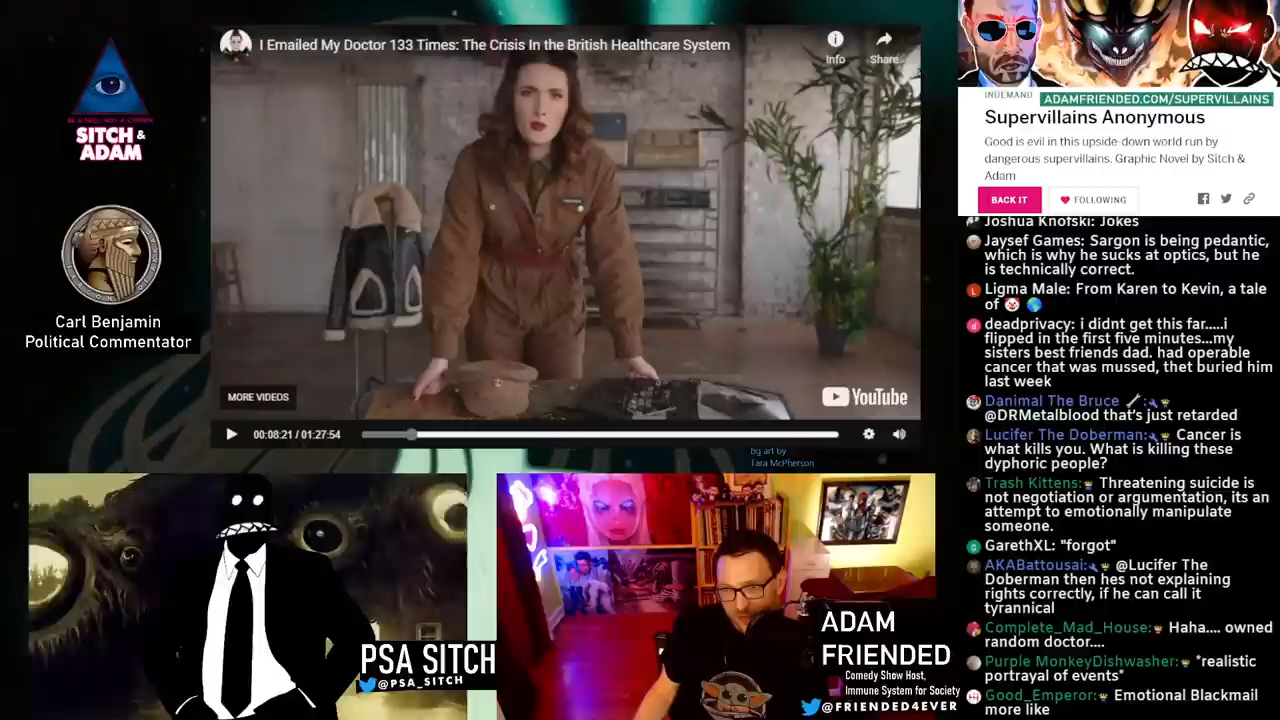 BE A NAIL, NOT A CYPHER
SITCH &
ADAM
Carl Benjamin
Political Commentator
I Emailed My Doctor 133 Times: The Crisis In the British Healthcare System
Info
Share
MORE VIDEOS
YouTube
00:08:21 / 01:27:54
bg art by
Tara McPherson
PSA SITCH
@PSA_SITCH
ADAM
FRIENDED
Comedy Show Host,
Immune System for Society
@FRIENDED4EVER
INDEMAND
ADAMFRIENDED.COM/SUPERVILLAINS
Supervillains Anonymous
Good is evil in this upside-down world run by
dangerous supervillains. Graphic Novel by Sitch &
Adam
BACK IT
FOLLOWING
Joshua Knofski: Jokes
Jaysef Games: Sargon is being pedantic,
which is why he sucks at optics, but he
is technically correct.
Ligma Male: From Karen to Kevin, a tale
of 🤡 🌎
deadprivacy: i didnt get this far.....i
flipped in the first five minutes...my
sisters best friends dad. had operable
cancer that was mussed, thet buried him
last week
Danimal The Bruce 🦴:
@DRMetalblood that's just retarded
Lucifer The Doberman: Cancer is
what kills you. What is killing these
dyphoric people?
Trash Kittens: Threatening suicide is
not negotiation or argumentation, its an
attempt to emotionally manipulate
someone.
GarethXL: "forgot"
AKABattousai: @Lucifer The
Doberman then hes not explaining
rights correctly, if he can call it
tyrannical
Complete_Mad_House: Haha.... owned
random doctor....
Purple MonkeyDishwasher: *realistic
portrayal of events*
Good_Emperor: Emotional Blackmail
more like